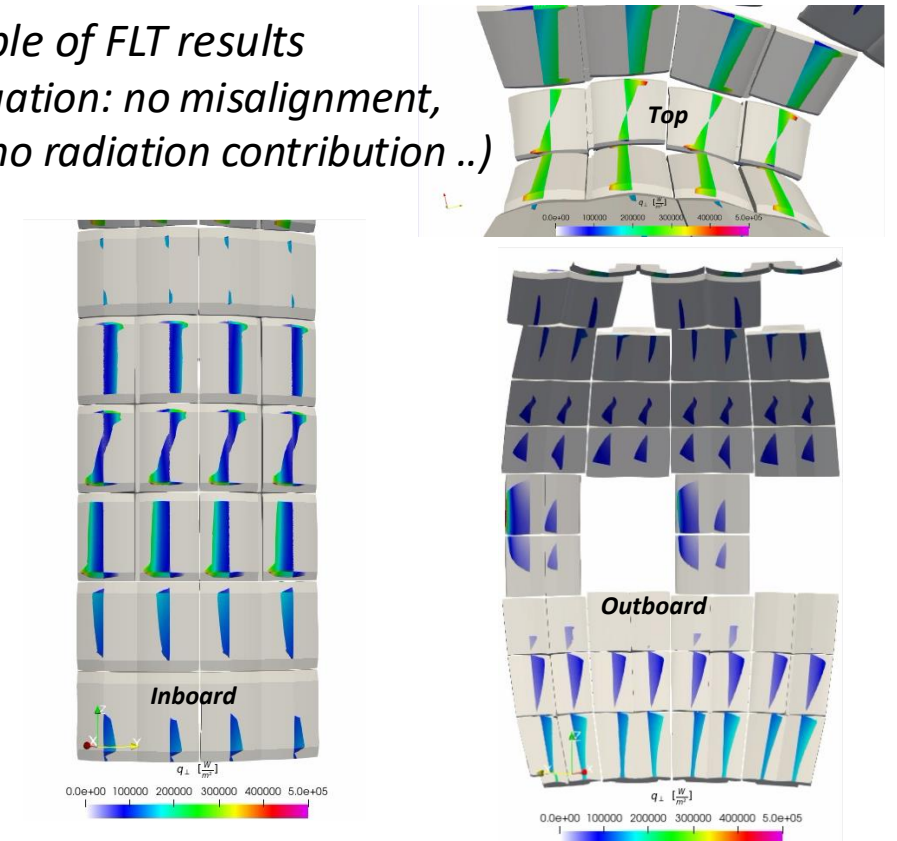 ble of FLT results
uation: no misalignment,
no radiation contribution ..)
Top
q⊥ [W/m²]
0.0e+00 100000 200000 300000 400000 5.0e+05
Inboard
Z
X
Y
q⊥ [W/m²]
0.0e+00 100000 200000 300000 400000 5.0e+05
Outboard
Z
q⊥ [W/m²]
0.0e+00 100000 200000 300000 400000 5.0e+05